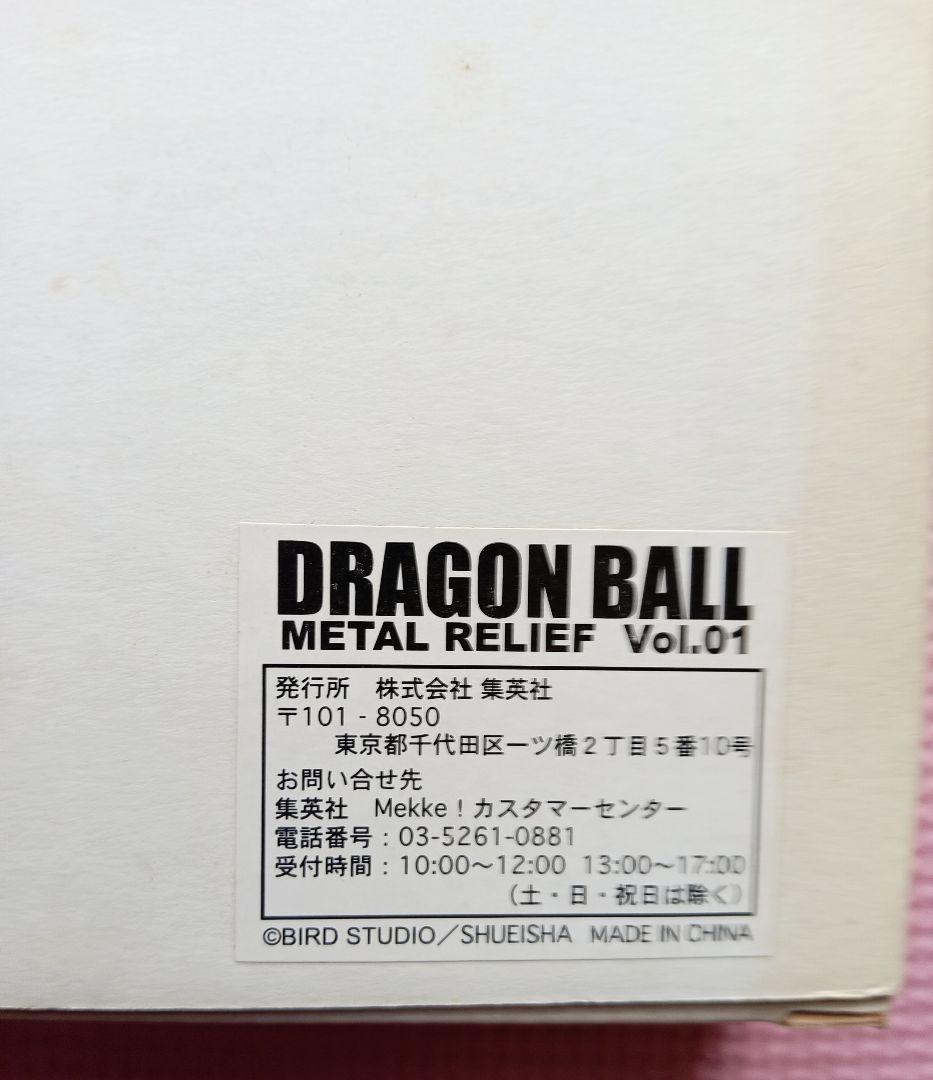 DRAGON BALL
METAL RELIEF Vol.01
発行所 株式会社 集英社
〒101 - 8050
東京都千代田区一ツ橋２丁目５番10号
お問い合せ先
集英社 Mekke！カスタマーセンター
電話番号：03-5261-0881
受付時間：10:00～12:00 13:00～17:00
（土・日・祝日は除く）
©BIRD STUDIO／SHUEISHA MADE IN CHINA